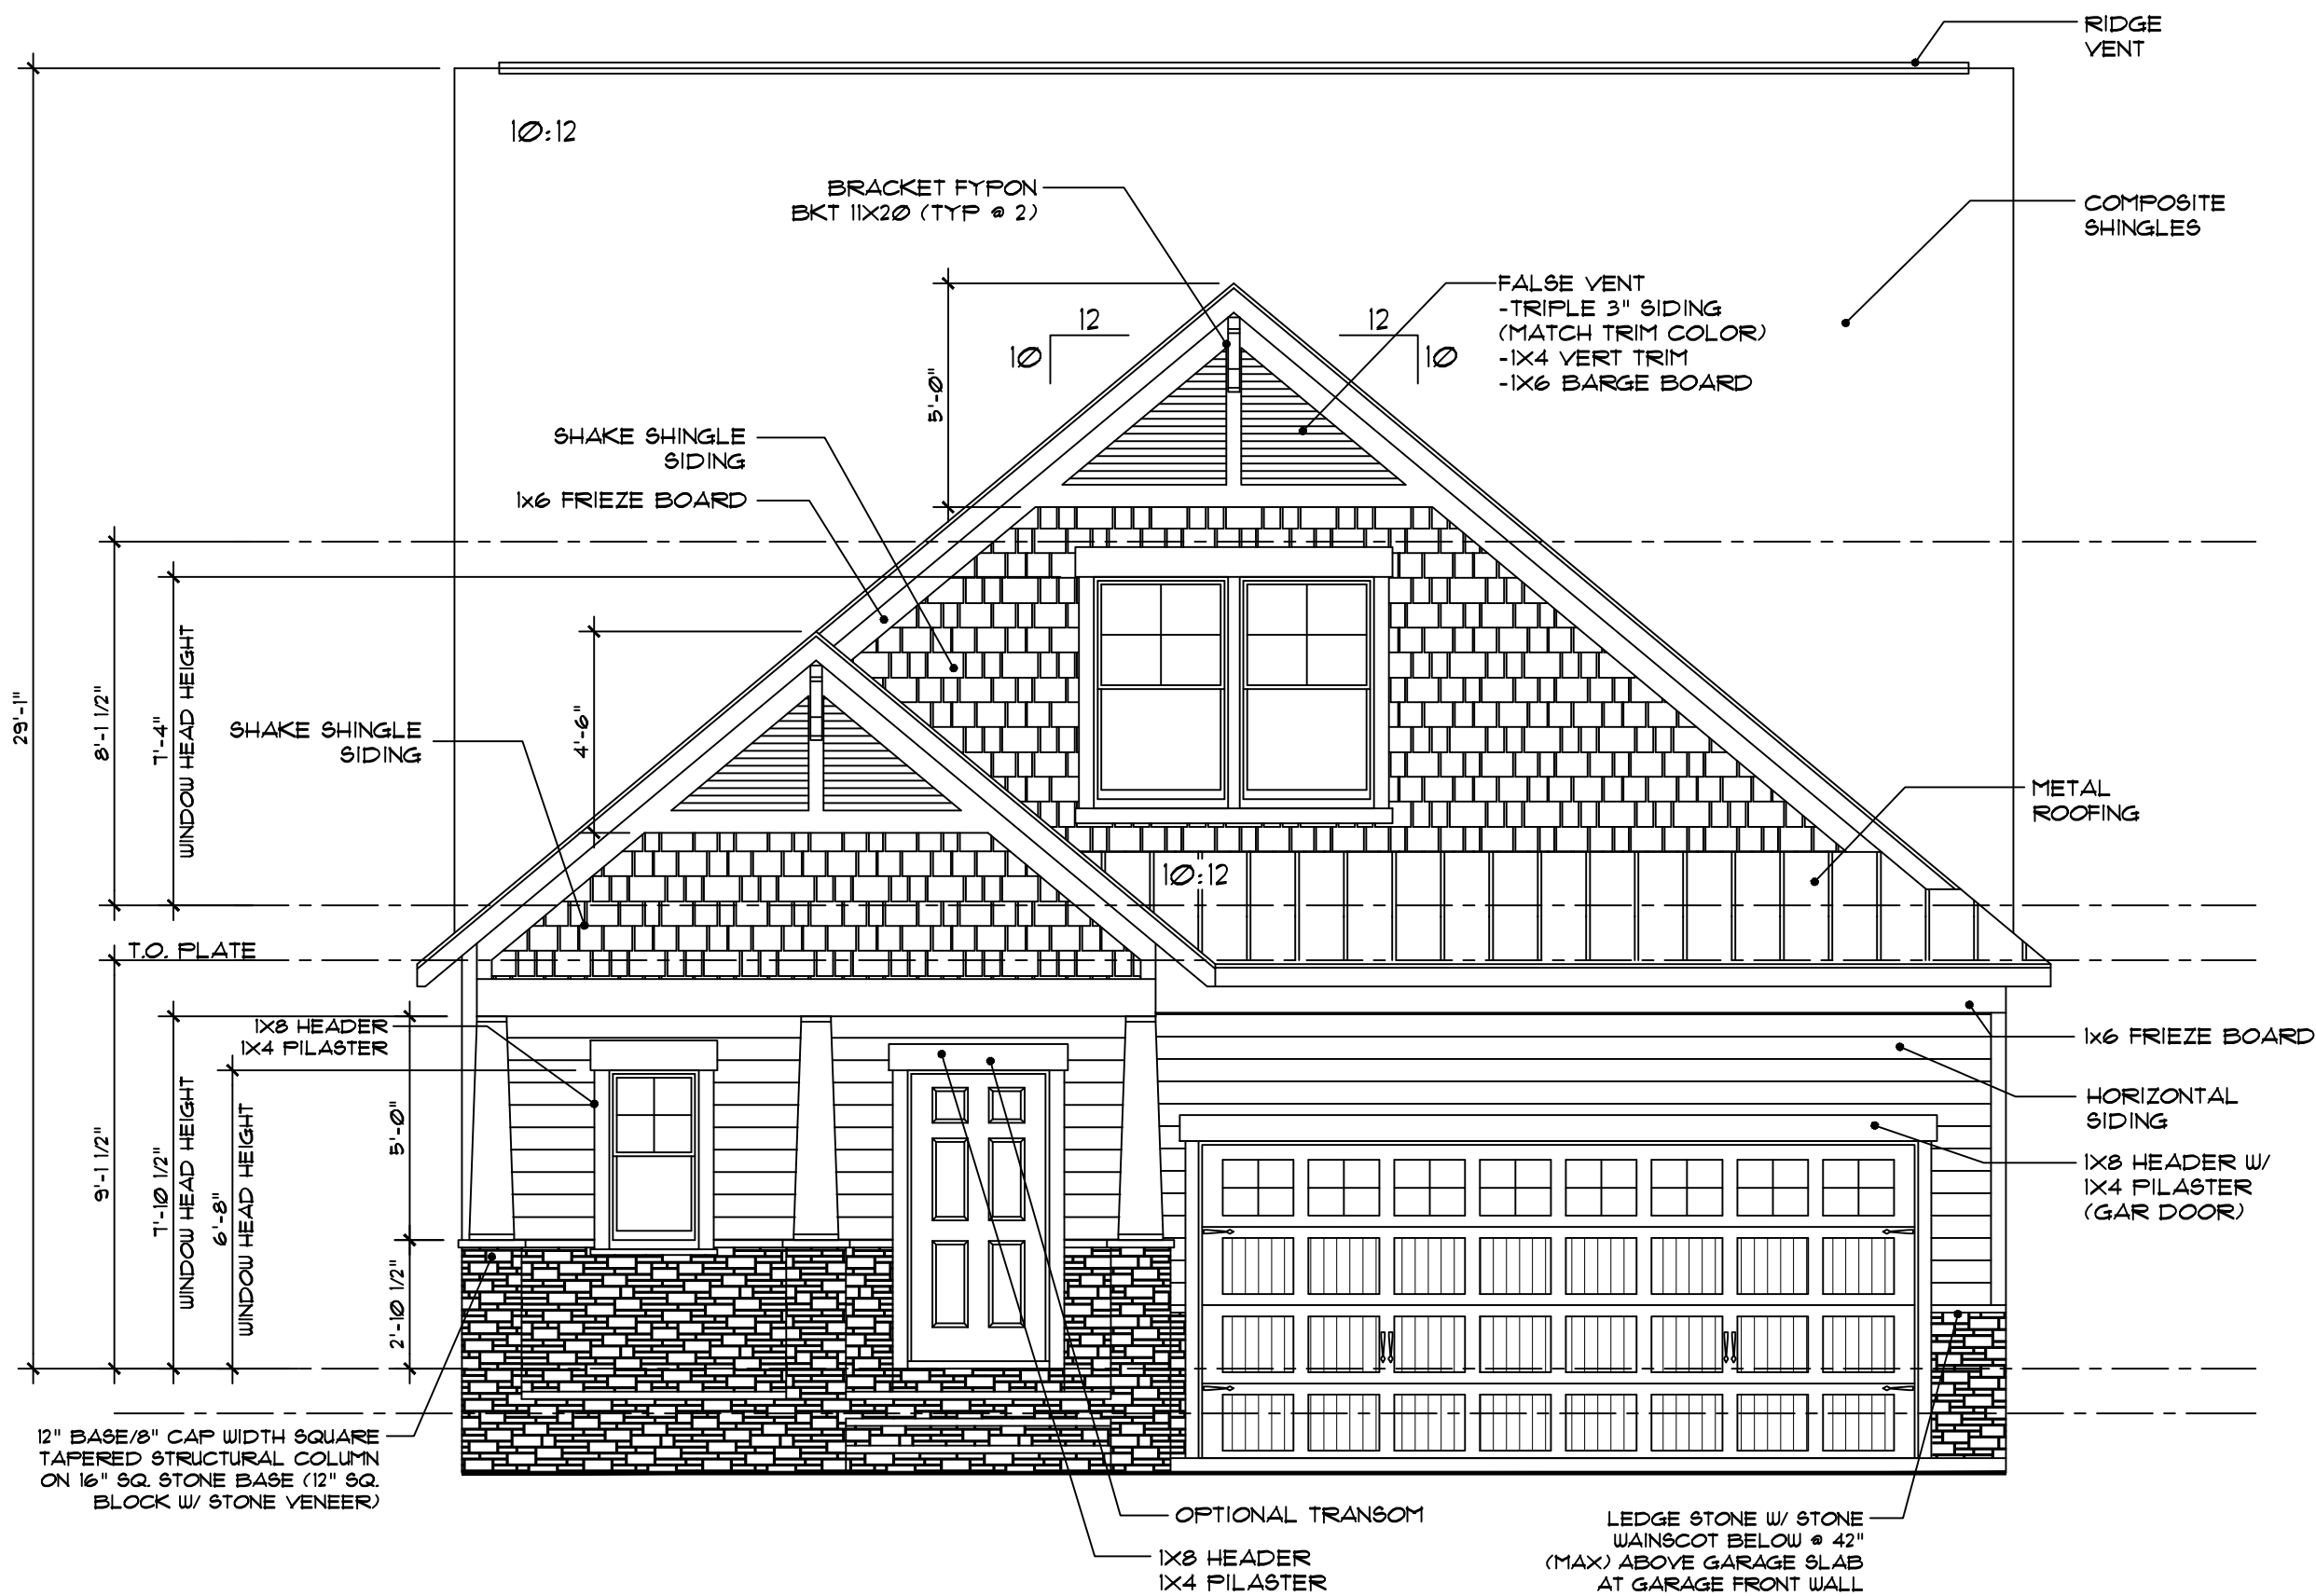 RIDGE
VENT
10:12
BRACKET FYPON
BKT 11X20 (TYP @ 2)
COMPOSITE
SHINGLES
FALSE VENT
-TRIPLE 3" SIDING
(MATCH TRIM COLOR)
-1X4 VERT TRIM
-1X6 BARGE BOARD
12
10
12
10
5'-0"
SHAKE SHINGLE
SIDING
1x6 FRIEZE BOARD
29'-1"
8'-1 1/2"
7'-4"
WINDOW HEAD HEIGHT
4'-6"
SHAKE SHINGLE
SIDING
METAL
ROOFING
10:12
T.O. PLATE
1X8 HEADER
1X4 PILASTER
1x6 FRIEZE BOARD
HORIZONTAL
SIDING
1X8 HEADER W/
1X4 PILASTER
(GAR DOOR)
9'-1 1/2"
7'-10 1/2"
WINDOW HEAD HEIGHT
6'-8"
WINDOW HEAD HEIGHT
5'-0"
2'-10 1/2"
12" BASE/8" CAP WIDTH SQUARE
TAPERED STRUCTURAL COLUMN
ON 16" SQ. STONE BASE (12" SQ.
BLOCK W/ STONE VENEER)
OPTIONAL TRANSOM
1X8 HEADER
1X4 PILASTER
LEDGE STONE W/ STONE
WAINSCOT BELOW @ 42"
(MAX) ABOVE GARAGE SLAB
AT GARAGE FRONT WALL